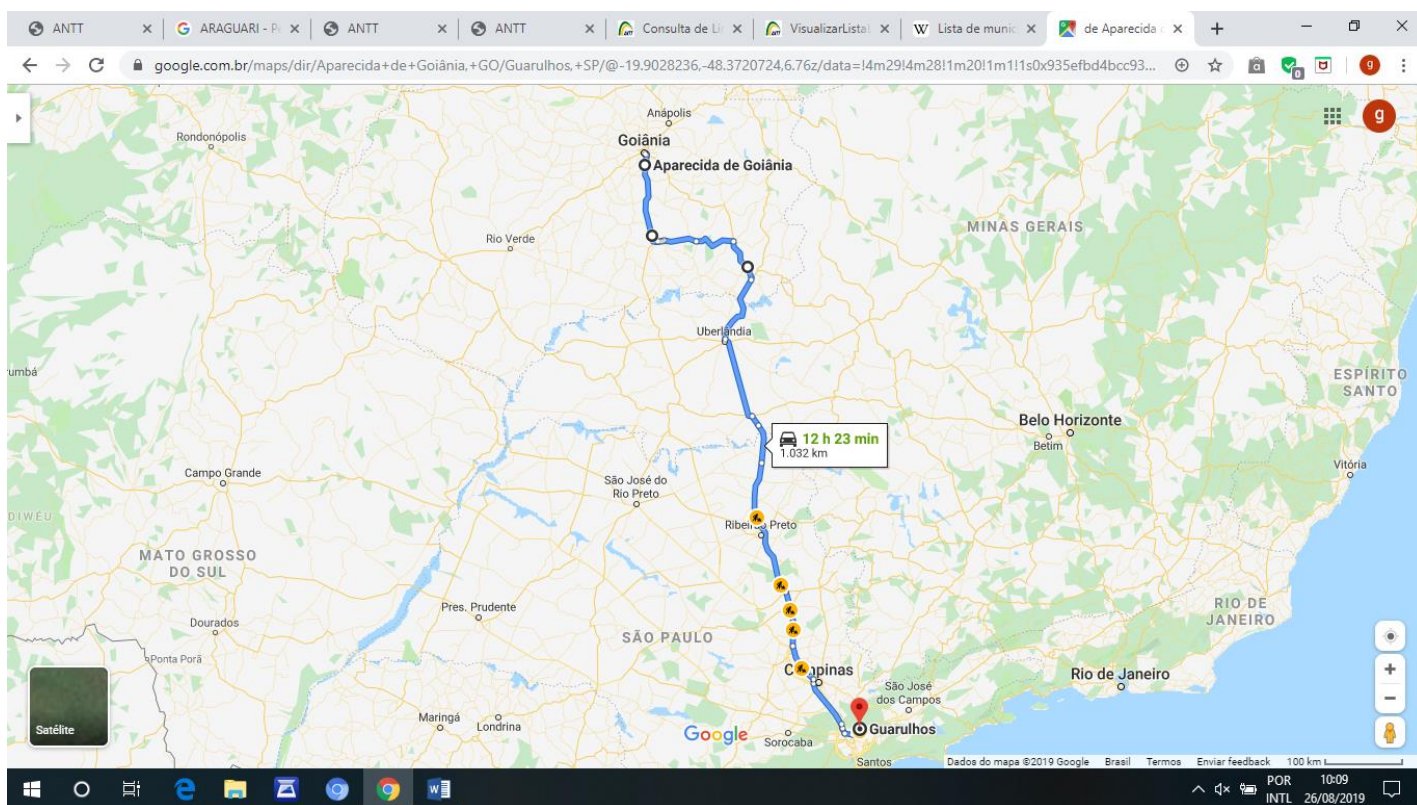 ANTT
ARAGUARI - P
ANTT
ANTT
Consulta de Li
VisualizarLista
Lista de munic
de Aparecida
google.com.br/maps/dir/Aparecida+de+Goiânia,+GO/Guarulhos,+SP/@-19.9028236,-48.3720724,6.76z/data=!4m29!4m28!1m20!1m1!1s0x935efbd4bcc93...
g
Anápolis
Rondonópolis
Goiânia
Aparecida de Goiânia
MINAS GERAIS
Rio Verde
Uberlândia
umbá
ESPÍRITO
SANTO
Belo Horizonte
Betim
12 h 23 min
1.032 km
Vitória
Campo Grande
São José do
Rio Preto
DIWÉU
Ribeirão Preto
MATO GROSSO
DO SUL
Pres. Prudente
RIO DE
JANEIRO
Dourados
SÃO PAULO
Ponta Porã
Campinas
Rio de Janeiro
São José
dos Campos
Maringá
Londrina
Satélite
Google
Guarulhos
Sorocaba
Santos
Dados do mapa ©2019 Google Brasil Termos Enviar feedback 100 km
POR
INTL
10:09
26/08/2019